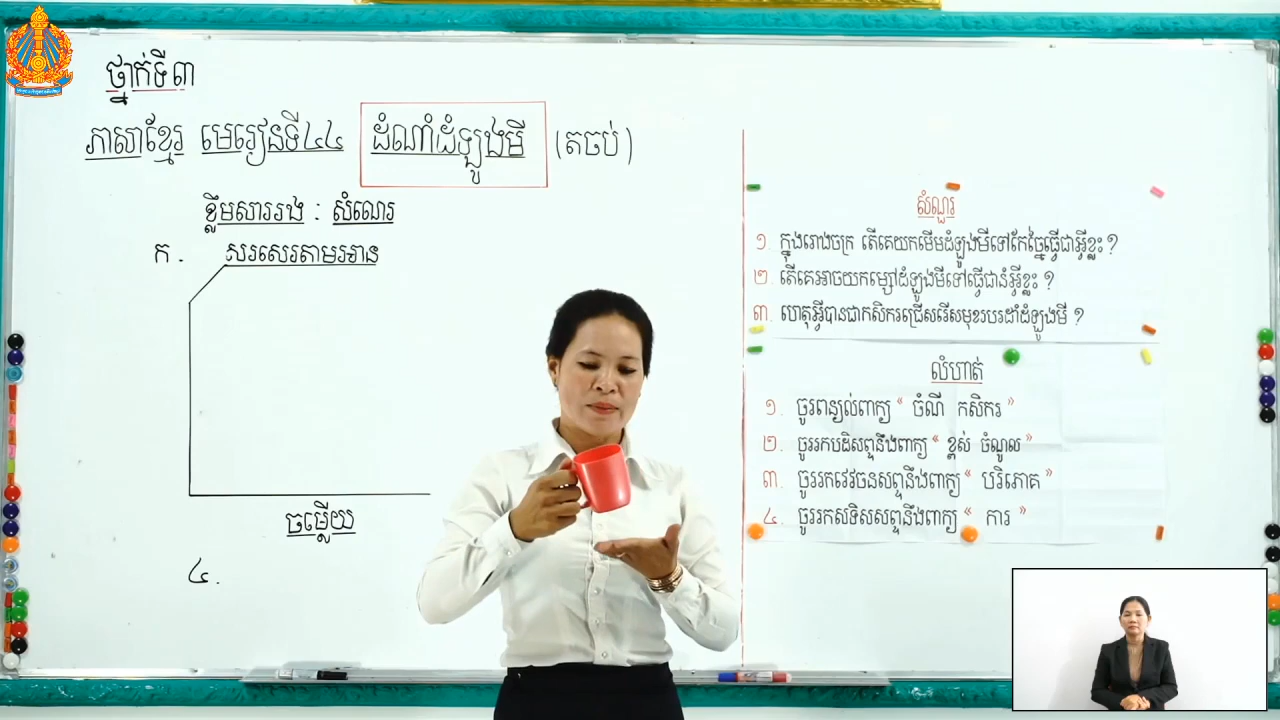 ថ្នាក់ទី៣
ភាសាខ្មែរ មេរៀនទី៤៤ ដំណាំដំឡូងមី (តចប់)
ខ្លឹមសាររង : សំណេរ
ក. សរសេរតាមអាន
ចម្លើយ
៤.
សំណួរ
១. ក្នុងរោងចក្រ តើគេយកមើមដំឡូងមីទៅកែច្នៃធ្វើជាអ្វីខ្លះ ?
២. តើគេអាចយកម្សៅដំឡូងមីទៅធ្វើជានំអ្វីខ្លះ ?
៣. ហេតុអ្វីបានជាកសិករជ្រើសរើសមុខរបរដាំដំឡូងមី ?
លំហាត់
១. ចូរពន្យល់ពាក្យ “ ចំណី កសិករ ”
២. ចូររកបដិសព្ទនឹងពាក្យ “ ខ្ពស់ ចំណូល ”
៣. ចូររកវេវចនសព្ទនឹងពាក្យ “ បរិភោគ ”
៤. ចូររកសទិសសព្ទនឹងពាក្យ “ ការ ”